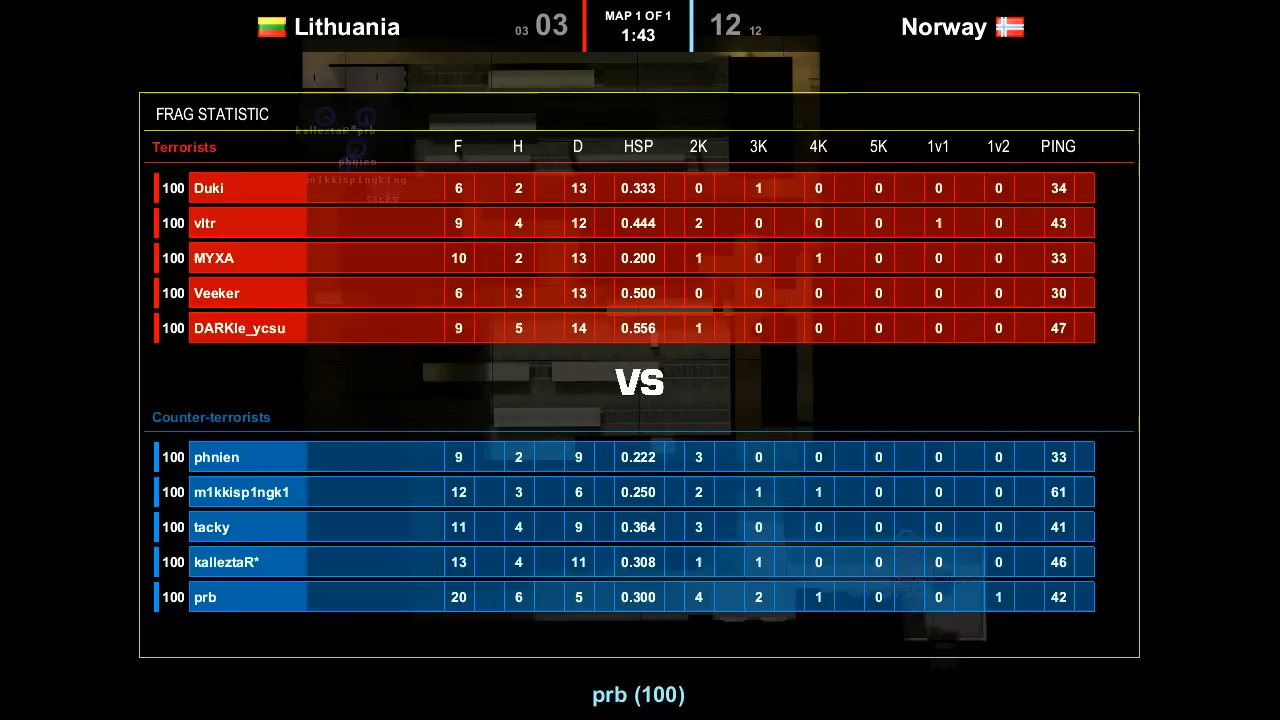 Lithuania 03 03 MAP 1 OF 1 12 12 Norway
1:43
FRAG STATISTIC
kalleztaR* prb
phnien
Terrorists F H D HSP 2K 3K 4K 5K 1v1 1v2 PING
m1kkisp1ngk1ng
tacky
100 Duki 6 2 13 0.333 0 1 0 0 0 0 34
100 vltr 9 4 12 0.444 2 0 0 0 1 0 43
100 MYXA 10 2 13 0.200 1 0 1 0 0 0 33
100 Veeker 6 3 13 0.500 0 0 0 0 0 0 30
100 DARKle_ycsu 9 5 14 0.556 1 0 0 0 0 0 47
VS
Counter-terrorists
100 phnien 9 2 9 0.222 3 0 0 0 0 0 33
100 m1kkisp1ngk1 12 3 6 0.250 2 1 1 0 0 0 61
100 tacky 11 4 9 0.364 3 0 0 0 0 0 41
100 kalleztaR* 13 4 11 0.308 1 1 0 0 0 0 46
100 prb 20 6 5 0.300 4 2 1 0 0 1 42
prb (100)